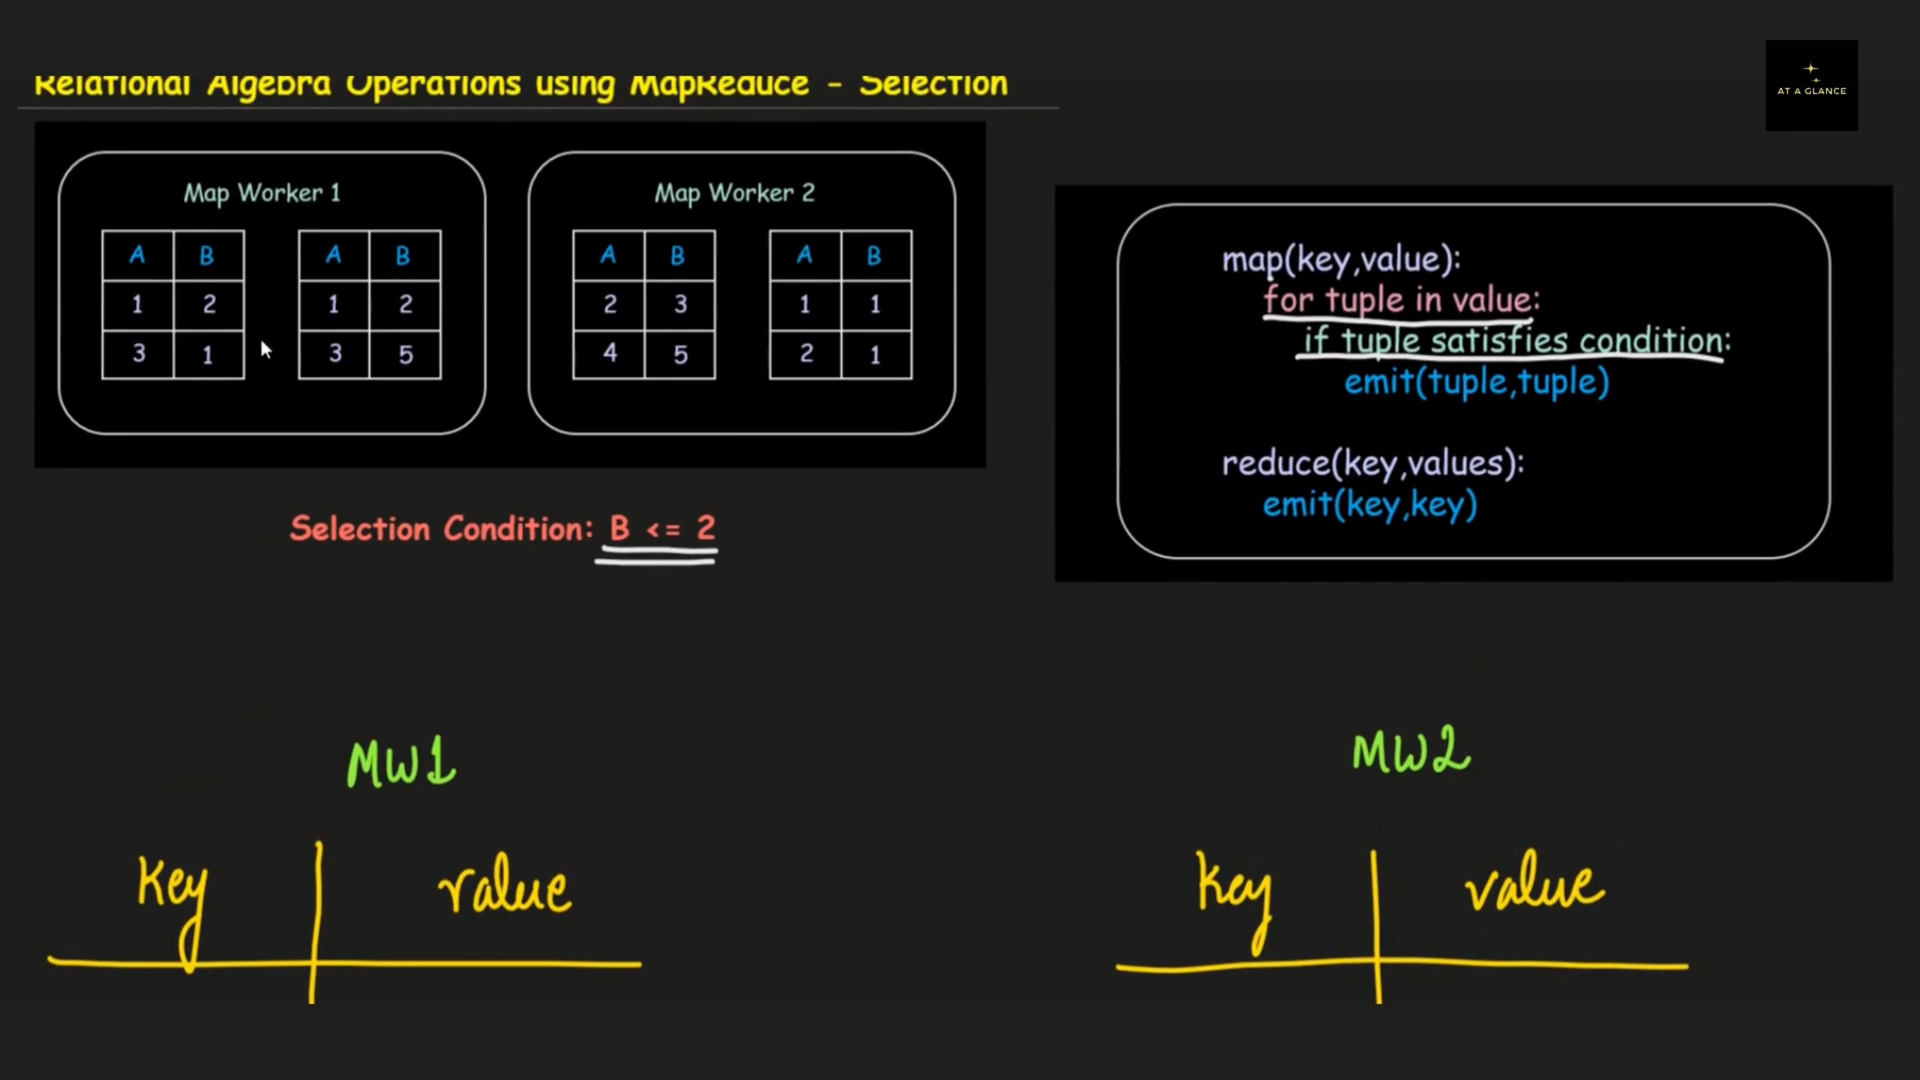 AT A GLANCE
Relational Algebra Operations using MapReduce - Selection
Map Worker 1
A B
1 2
3 1
A B
1 2
3 5
Map Worker 2
A B
2 3
4 5
A B
1 1
2 1
Selection Condition: B <= 2
map(key,value):
for tuple in value:
if tuple satisfies condition:
emit(tuple,tuple)
reduce(key,values):
emit(key,key)
MW1
Key value
MW2
Key value